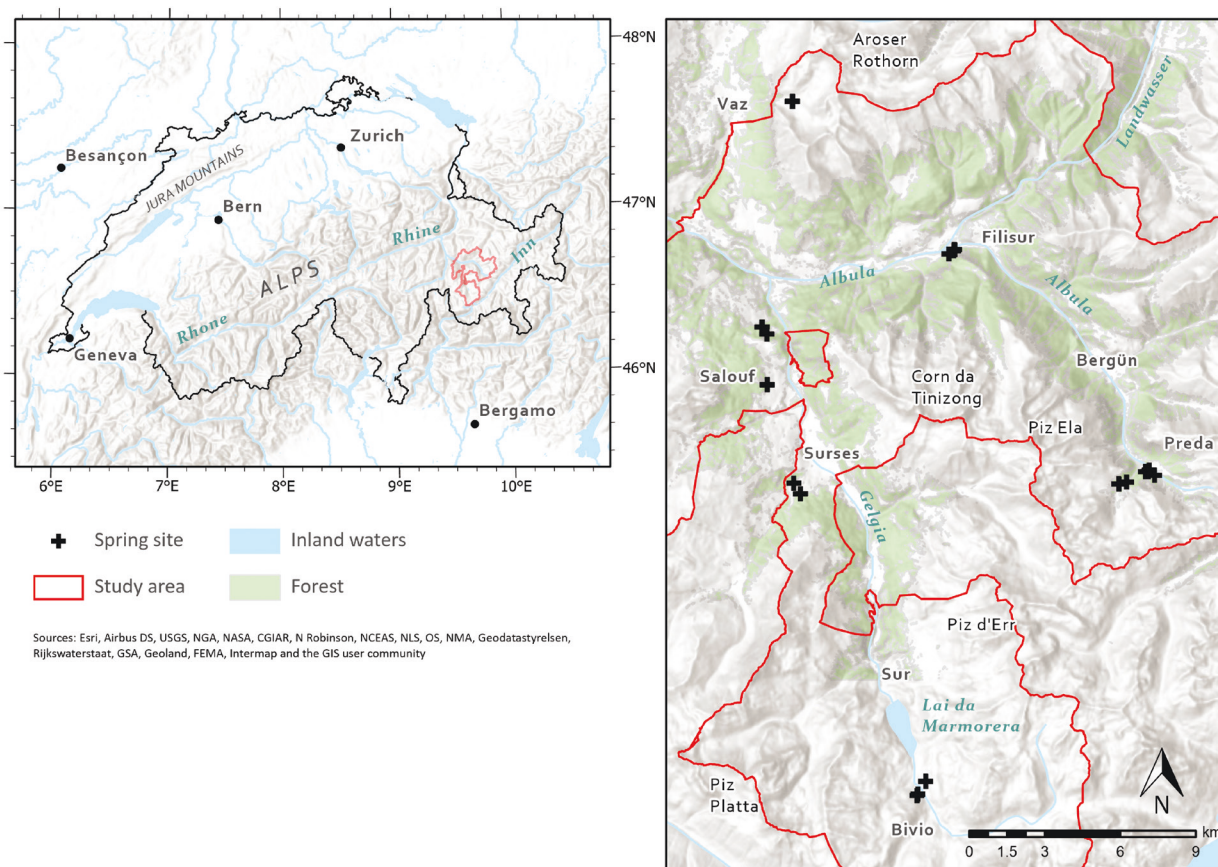 48°N
Zurich
Besançon
JURA MOUNTAINS
Bern
47°N
Rhine
Inn
ALPS
Rhone
Geneva
46°N
Bergamo
6°E
7°E
8°E
9°E
10°E
Spring site
Inland waters
Study area
Forest
Sources: Esri, Airbus DS, USGS, NGA, NASA, CGIAR, N Robinson, NCEAS, NLS, OS, NMA, Geodatastyrelsen,
Rijkswaterstaat, GSA, Geoland, FEMA, Intermap and the GIS user community
Aroser
Rothorn
Vaz
Landwasser
Filisur
Albula
Albula
Bergün
Salouf
Corn da
Tinizong
Piz Ela
Preda
Surses
Gelgia
Piz d'Err
Sur
Lai da
Marmorera
Piz
Platta
Bivio
N
km
0 1.5 3 6 9